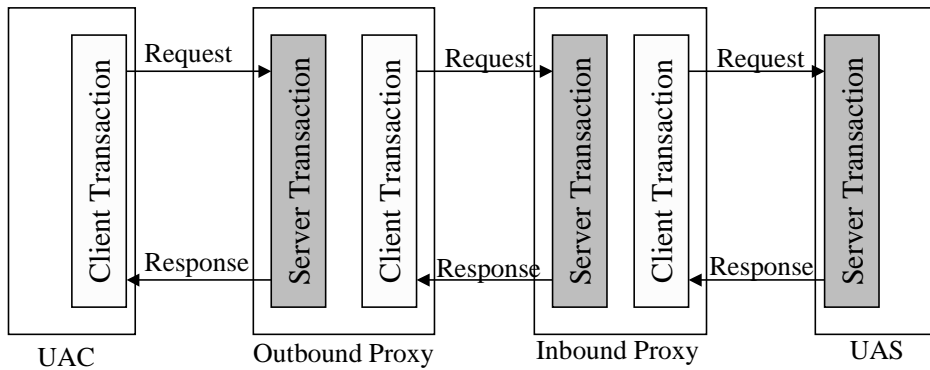 Request
Request
Request
Client Transaction
Server Transaction
Client Transaction
Server Transaction
Client Transaction
Server Transaction
Response
Response
Response
UAC
Outbound Proxy
Inbound Proxy
UAS